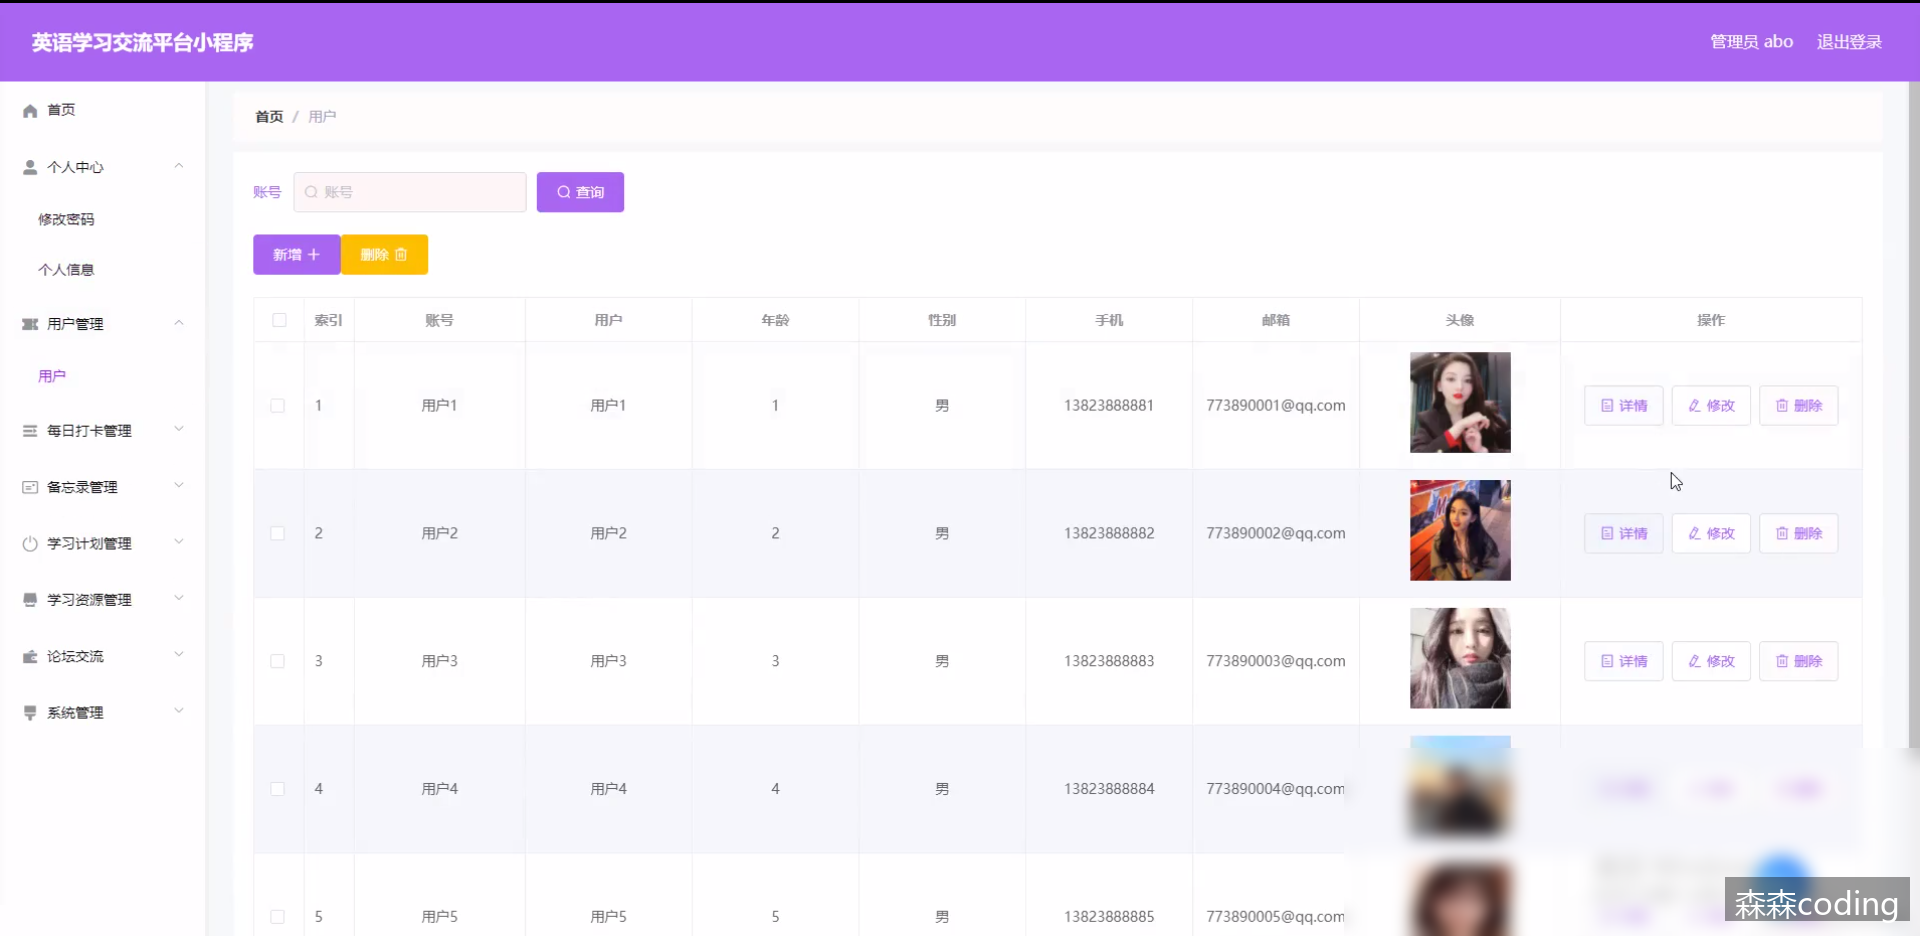 英语学习交流平台小程序
管理员 abo 退出登录
首页
个人中心
修改密码
个人信息
用户管理
用户
每日打卡管理
备忘录管理
学习计划管理
学习资源管理
论坛交流
系统管理
首页 / 用户
账号 账号 查询
新增 删除
索引 账号 用户 年龄 性别 手机 邮箱 头像 操作
1 用户1 用户1 1 男 13823888881 773890001@qq.com 详情 修改 删除
2 用户2 用户2 2 男 13823888882 773890002@qq.com 详情 修改 删除
3 用户3 用户3 3 男 13823888883 773890003@qq.com 详情 修改 删除
4 用户4 用户4 4 男 13823888884 773890004@qq.com
5 用户5 用户5 5 男 13823888885 773890005@qq.com
森森coding